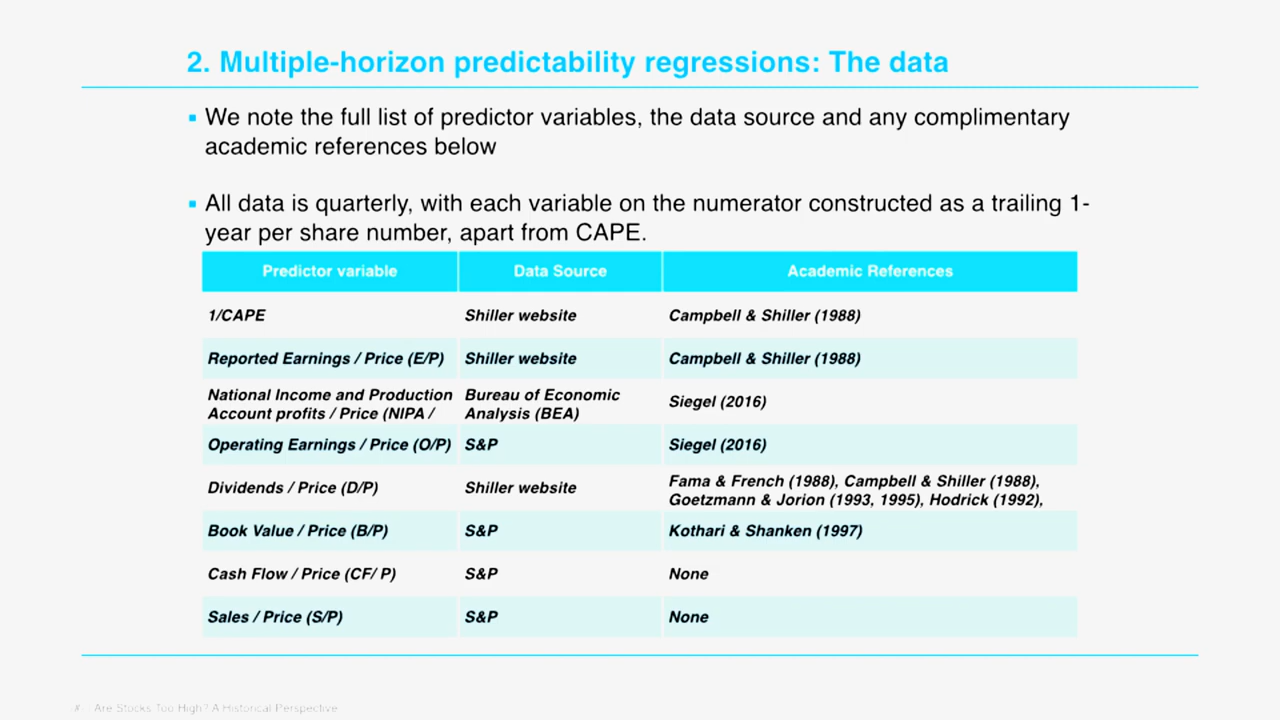 2. Multiple-horizon predictability regressions: The data
We note the full list of predictor variables, the data source and any complimentary
academic references below
All data is quarterly, with each variable on the numerator constructed as a trailing 1-
year per share number, apart from CAPE.
Predictor variable Data Source Academic References
1/CAPE Shiller website Campbell & Shiller (1988)
Reported Earnings / Price (E/P) Shiller website Campbell & Shiller (1988)
National Income and Production Bureau of Economic
Account profits / Price (NIPA / Analysis (BEA) Siegel (2016)
Operating Earnings / Price (O/P) S&P Siegel (2016)
Dividends / Price (D/P) Shiller website Fama & French (1988), Campbell & Shiller (1988),
Goetzmann & Jorion (1993, 1995), Hodrick (1992),
Book Value / Price (B/P) S&P Kothari & Shanken (1997)
Cash Flow / Price (CF/ P) S&P None
Sales / Price (S/P) S&P None
# Are Stocks Too High? A Historical Perspective